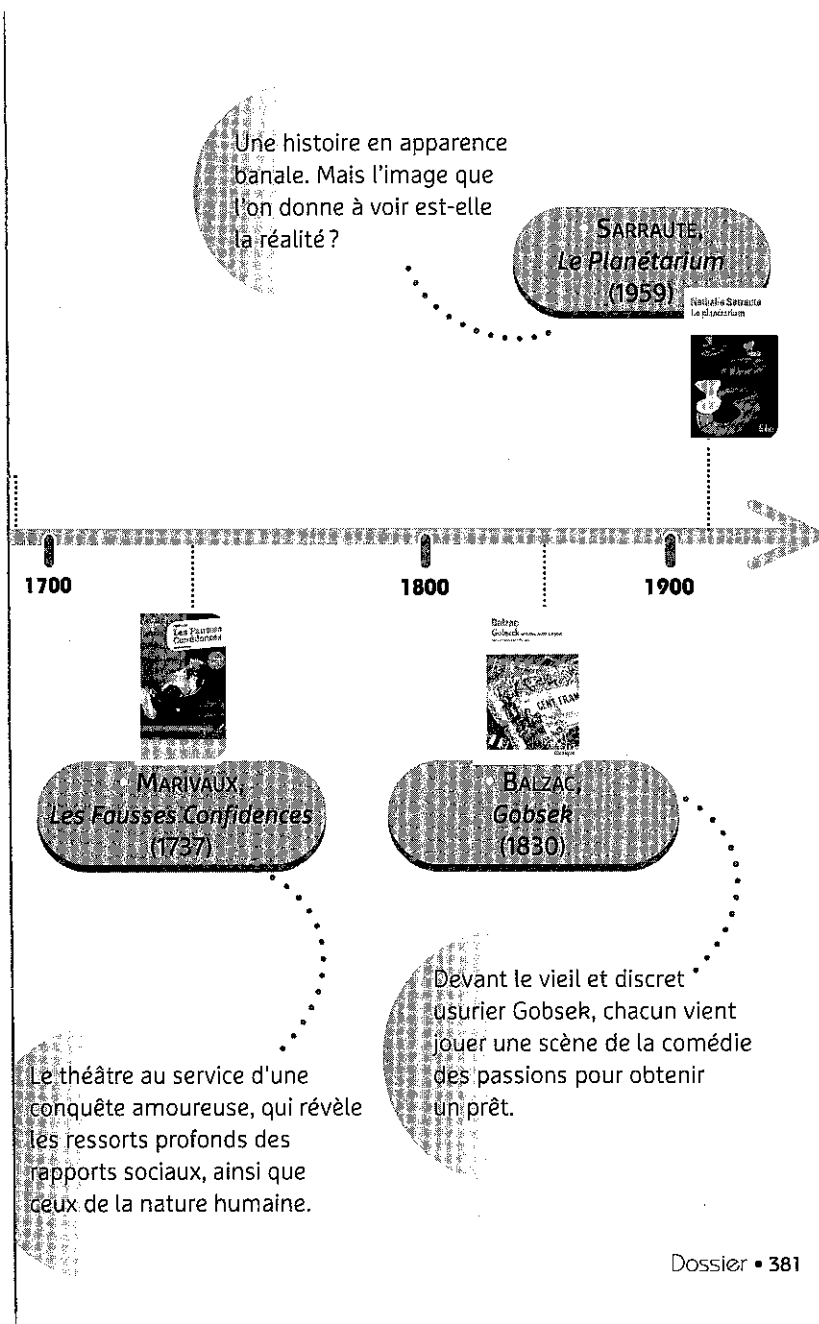 Une histoire en apparence
banale. Mais l'image que
l'on donne à voir est-elle
la réalité ?
SARRAUTE,
Le Planétarium
(1959)
Nathalie Sarraute
Le planétarium
1700
1800
1900
Les Fausses
Confidences
Balzac
Gobseck
CENT FRAN
MARIVAUX,
Les Fausses Confidences
(1737)
BALZAC,
Gobsek
(1830)
Devant le vieil et discret
usurier Gobsek, chacun vient
jouer une scène de la comédie
des passions pour obtenir
un prêt.
Le théâtre au service d'une
conquête amoureuse, qui révèle
les ressorts profonds des
rapports sociaux, ainsi que
ceux de la nature humaine.
Dossier • 381